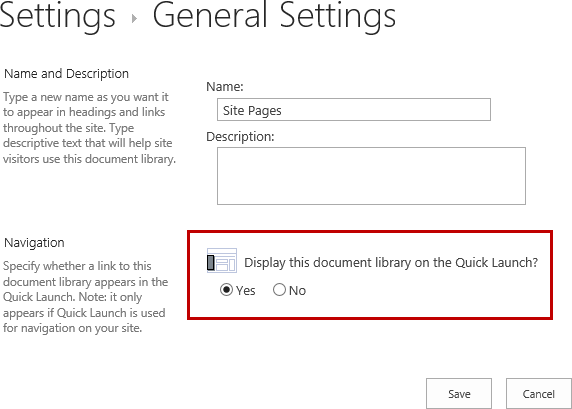 Settings ▸ General Settings
Name and Description
Type a new name as you want it
to appear in headings and links
throughout the site. Type
descriptive text that will help site
visitors use this document library.
Name:
Site Pages
Description:
Navigation
Specify whether a link to this
document library appears in the
Quick Launch. Note: it only
appears if Quick Launch is used
for navigation on your site.
Display this document library on the Quick Launch?
Yes No
Save Cancel